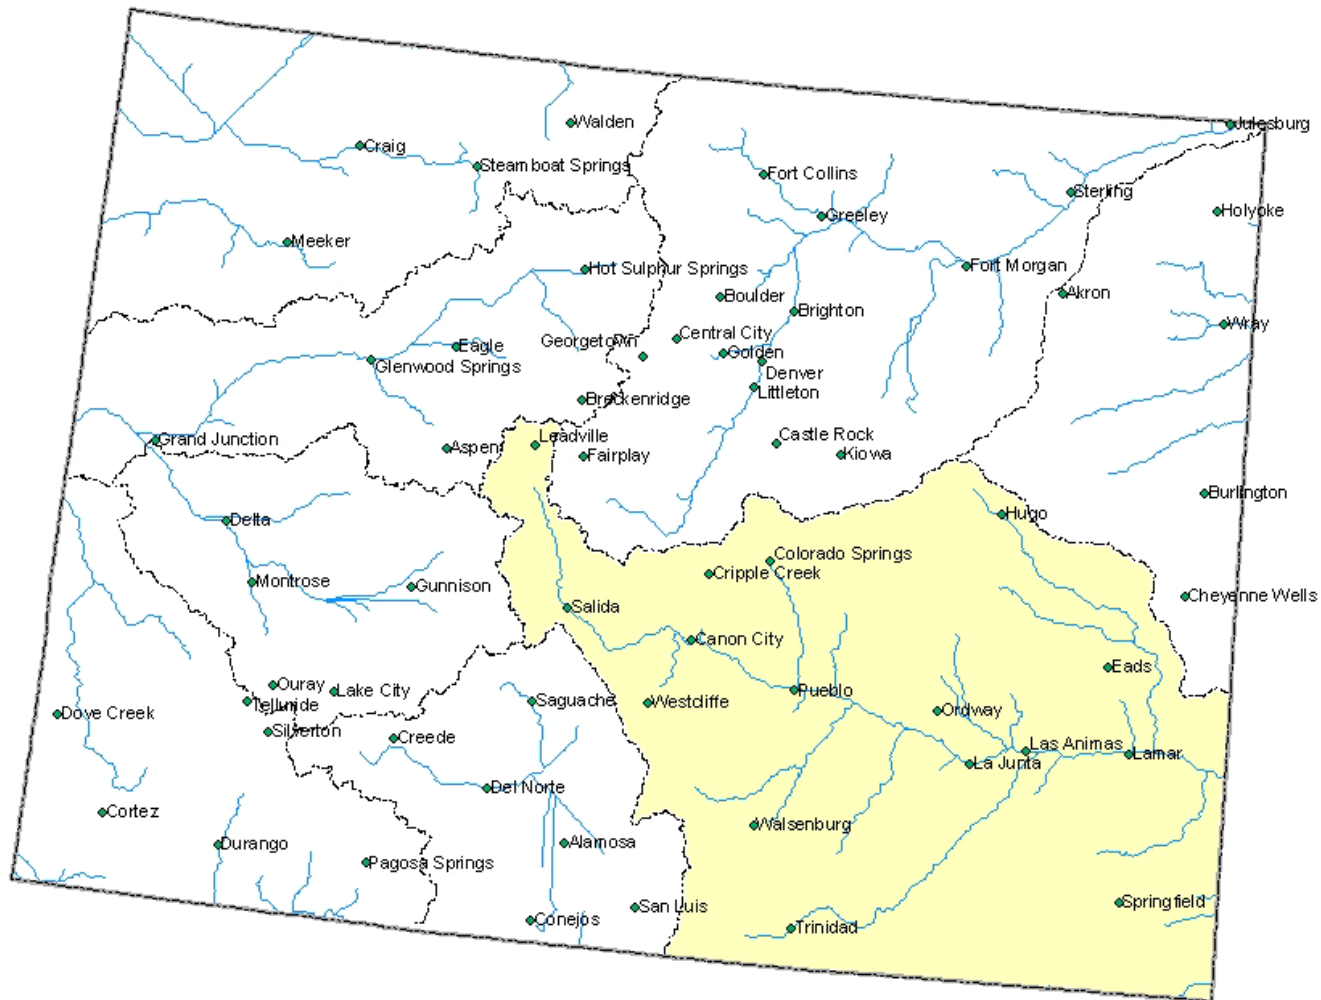 Julesburg
Walden
Craig
Steamboat Springs
Fort Collins
Sterling
Holyoke
Greeley
Meeker
Hot Sulphur Springs
Fort Morgan
Boulder
Akron
Brighton
Wray
Central City
Georgetown
Eagle
Golden
Glenwood Springs
Denver
Littleton
Breckenridge
Grand Junction
Aspen
Leadville
Fairplay
Castle Rock
Kiowa
Burlington
Delta
Hugo
Colorado Springs
Cripple Creek
Montrose
Gunnison
Cheyenne Wells
Salida
Canon City
Eads
Ouray
Lake City
Telluride
Saguache
Westcliffe
Pueblo
Dove Creek
Ordway
Silverton
Creede
Las Animas
La Junta
Lamar
Del Norte
Cortez
Walsenburg
Durango
Alamosa
Pagosa Springs
San Luis
Springfield
Conejos
Trinidad